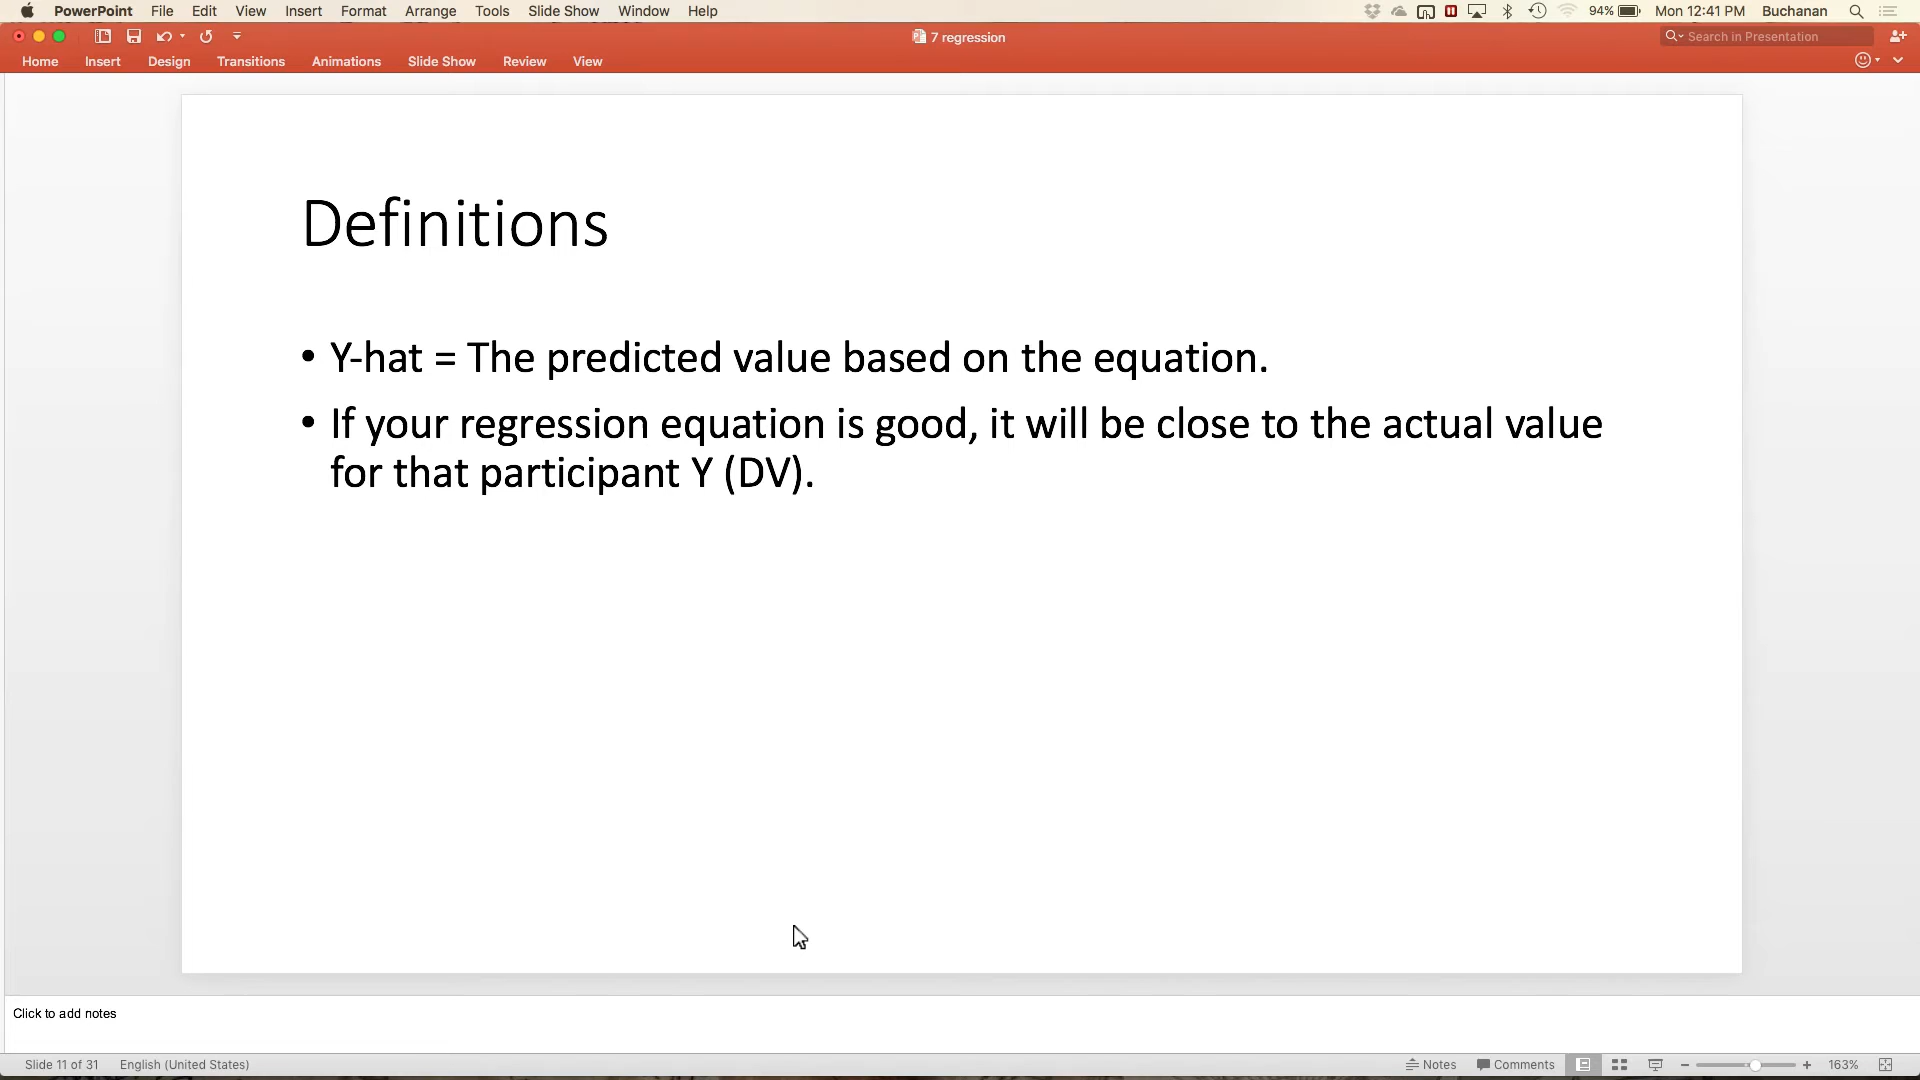 PowerPoint File Edit View Insert Format Arrange Tools Slide Show Window Help 94% Mon 12:41 PM Buchanan
7 regression Search in Presentation
Home Insert Design Transitions Animations Slide Show Review View
Definitions
• Y-hat = The predicted value based on the equation.
• If your regression equation is good, it will be close to the actual value
for that participant Y (DV).
Click to add notes
Slide 11 of 31 English (United States) Notes Comments 163%